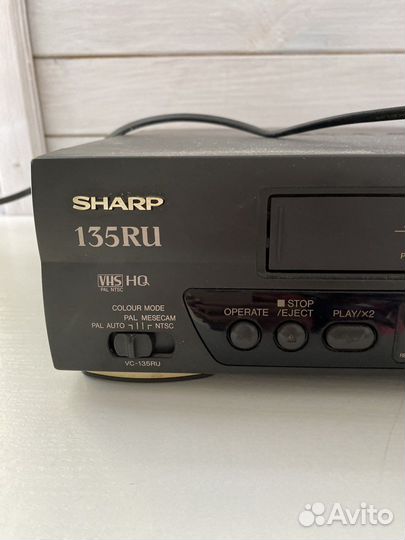 SHARP
135RU
VHS HQ
PAL NTSC
COLOUR MODE
PAL MESECAM
PAL AUTO NTSC
VC-135RU
OPERATE
STOP
/EJECT
PLAY/X2
Avito